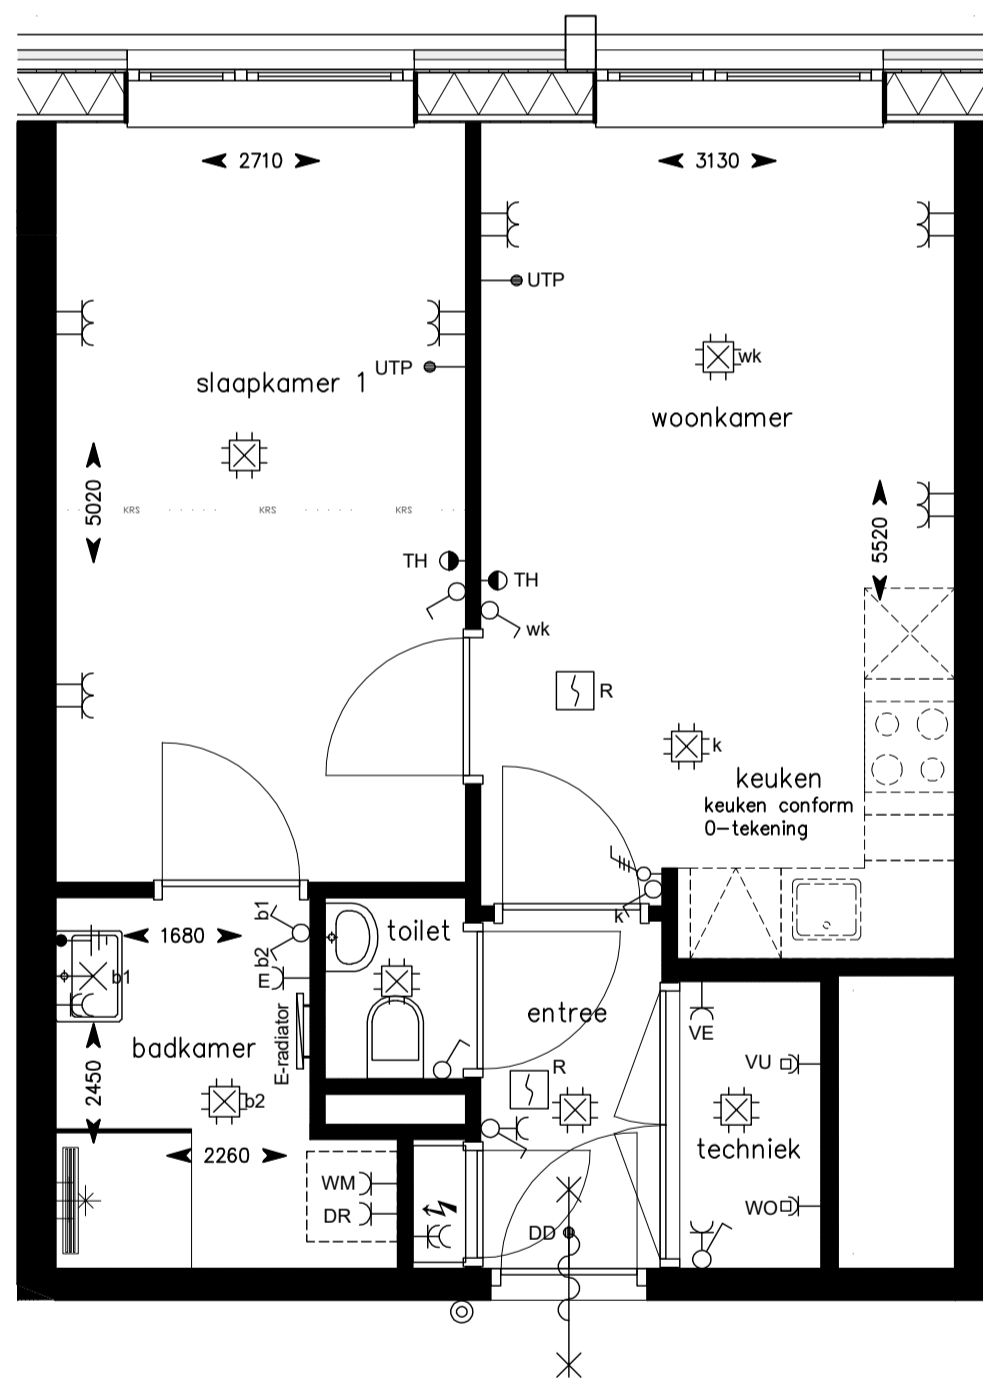 2710
3130
UTP
UTP
wk
slaapkamer 1
woonkamer
5020
KRS
KRS
KRS
5520
TH
TH
wk
R
k
keuken
keuken conform
0-tekening
k
b1
1680
b2
toilet
b1
E
entree
E-radiator
VE
badkamer
R
VU
2450
b2
techniek
2260
WM
DR
WO
DD